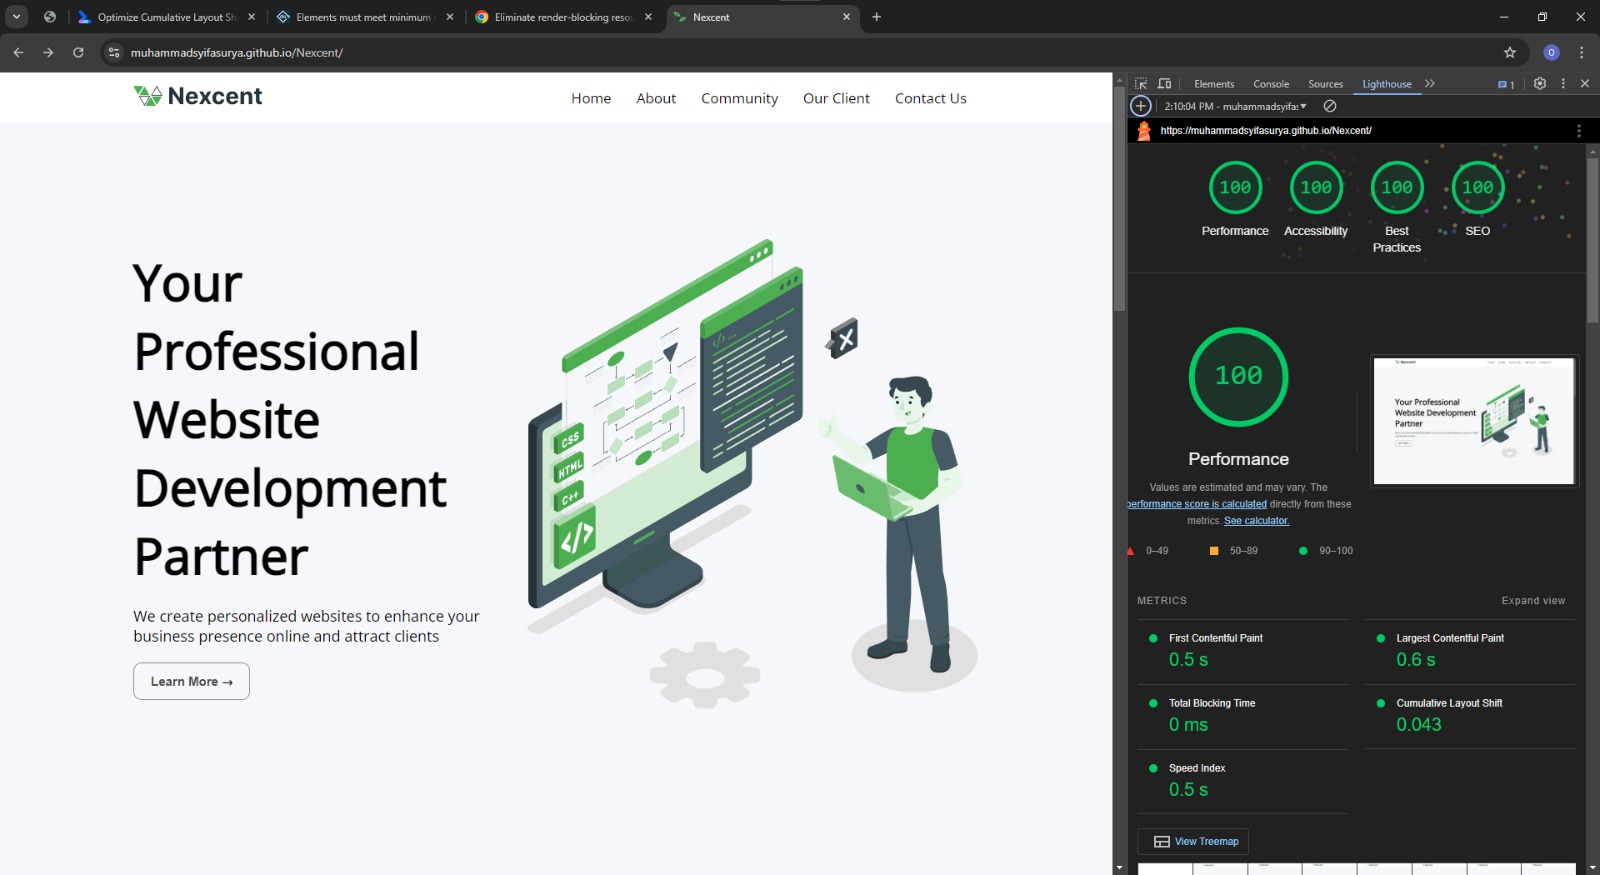 Optimize Cumulative Layout Sh
Elements must meet minimum
Eliminate render-blocking resou
Nexcent
muhammadsyifasurya.github.io/Nexcent/
O
Nexcent
Home About Community Our Client Contact Us
Your
Professional
Website
Development
Partner
We create personalized websites to enhance your
business presence online and attract clients
Learn More →
CSS
HTML
C++
</>
</>...
X
Elements Console Sources Lighthouse
1
2:10:04 PM - muhammadsyifas
https://muhammadsyifasurya.github.io/Nexcent/
100 100 100 100
Performance Accessibility Best Practices SEO
100
Performance
Values are estimated and may vary. The
performance score is calculated directly from these
metrics. See calculator.
0–49 50–89 90–100
Nexcent
Your Professional
Website Development
Partner
METRICS Expand view
First Contentful Paint
0.5 s
Largest Contentful Paint
0.6 s
Total Blocking Time
0 ms
Cumulative Layout Shift
0.043
Speed Index
0.5 s
View Treemap